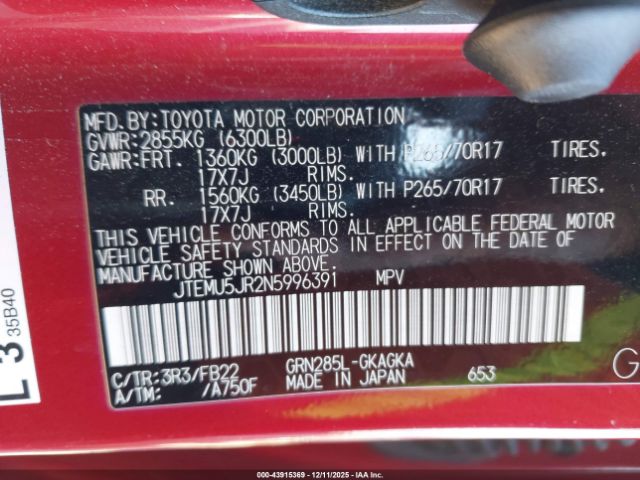 MFD.BY:TOYOTA MOTOR CORPORATION
GVWR:2855KG (6300LB)
GAWR:FRT. 1360KG (3000LB) WITH P265/70R17 TIRES.
17X7J RIMS.
RR. 1560KG (3450LB) WITH P265/70R17 TIRES.
17X7J RIMS.
THIS VEHICLE CONFORMS TO ALL APPLICABLE FEDERAL MOTOR
VEHICLE SAFETY STANDARDS IN EFFECT ON THE DATE OF
MANUFACTURE SHOWN ABOVE.
JTEMU5JR2N5996391 MPV
C/TR:3R3/FB22 GRN285L-GKAGKA
A/TM: /A750F MADE IN JAPAN 653
G
L 3 35B40
00-43915369 - 12/11/2025 - IAA Inc.